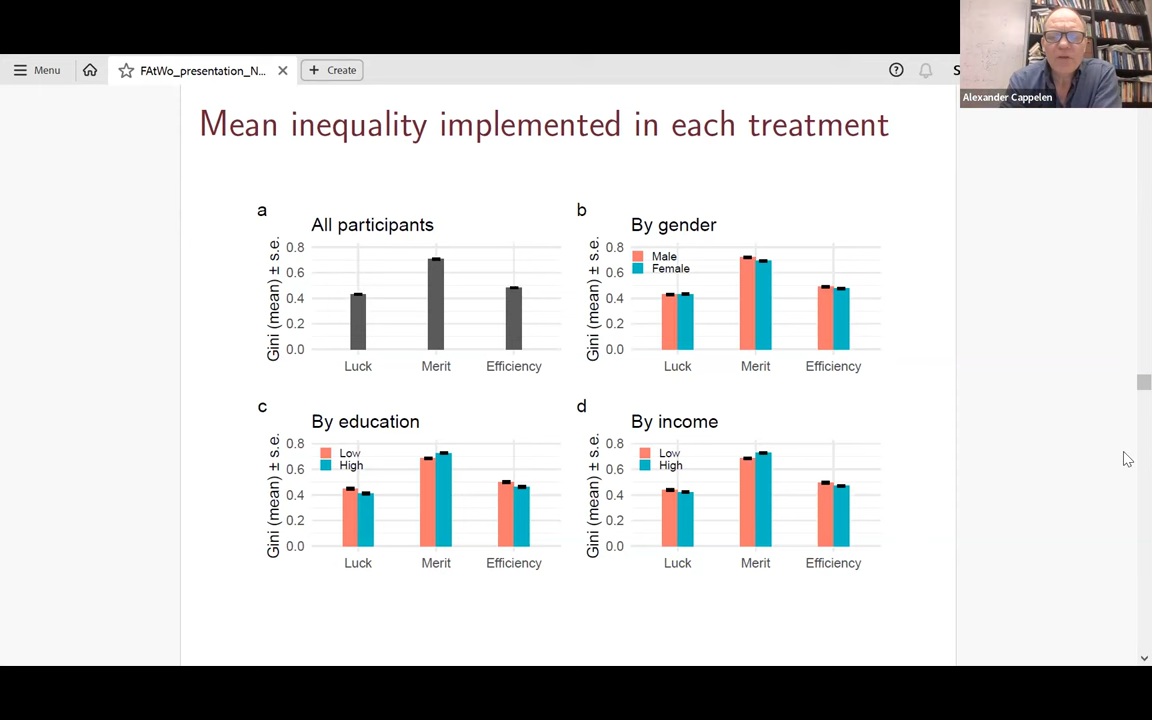 Menu
FAtWo_presentation_N...
Create
S
Alexander Cappelen
Mean inequality implemented in each treatment
a
All participants
Gini (mean) ± s.e.
0.8
0.6
0.4
0.2
0.0
Luck Merit Efficiency
b
By gender
Gini (mean) ± s.e.
0.8
0.6
0.4
0.2
0.0
Male
Female
Luck Merit Efficiency
c
By education
Gini (mean) ± s.e.
0.8
0.6
0.4
0.2
0.0
Low
High
Luck Merit Efficiency
d
By income
Gini (mean) ± s.e.
0.8
0.6
0.4
0.2
0.0
Low
High
Luck Merit Efficiency